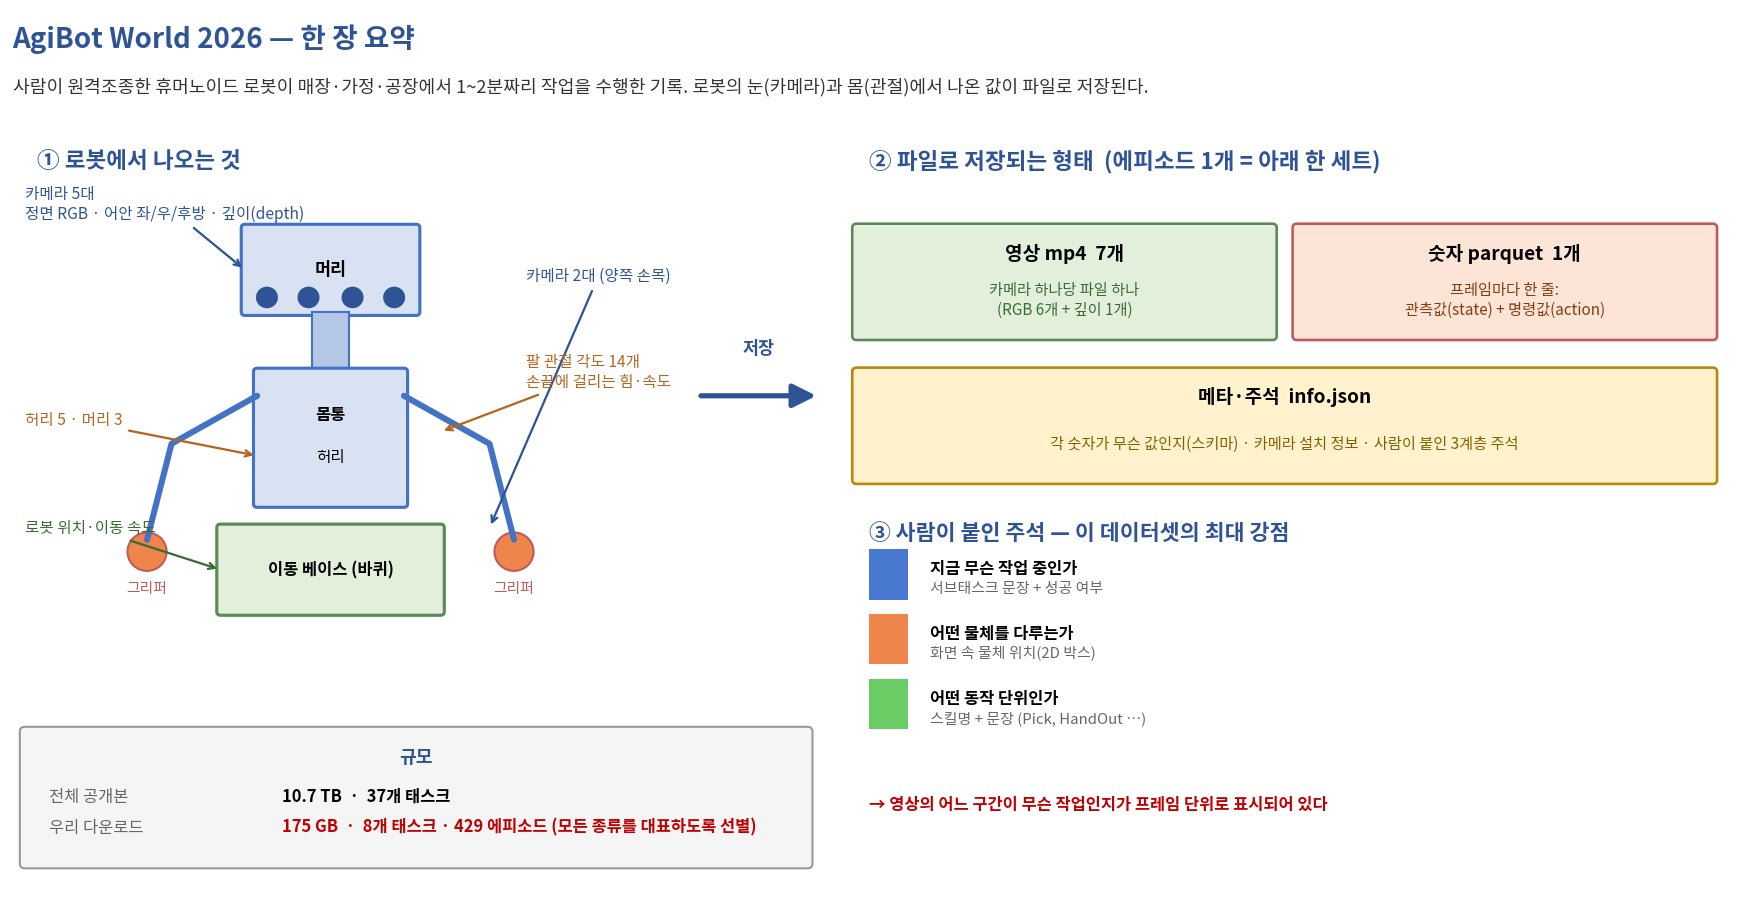 AgiBot World 2026 — 한 장 요약
사람이 원격조종한 휴머노이드 로봇이 매장·가정·공장에서 1~2분짜리 작업을 수행한 기록. 로봇의 눈(카메라)과 몸(관절)에서 나온 값이 파일로 저장된다.
① 로봇에서 나오는 것
카메라 5대
정면 RGB · 어안 좌/우/후방 · 깊이(depth)
머리
카메라 2대 (양쪽 손목)
팔 관절 각도 14개
손끝에 걸리는 힘·속도
허리 5 · 머리 3
몸통
허리
로봇 위치·이동 속도
이동 베이스 (바퀴)
그리퍼
그리퍼
저장
규모
전체 공개본
10.7 TB · 37개 태스크
우리 다운로드
175 GB · 8개 태스크 · 429 에피소드 (모든 종류를 대표하도록 선별)
② 파일로 저장되는 형태 (에피소드 1개 = 아래 한 세트)
영상 mp4 7개
카메라 하나당 파일 하나
(RGB 6개 + 깊이 1개)
숫자 parquet 1개
프레임마다 한 줄:
관측값(state) + 명령값(action)
메타·주석 info.json
각 숫자가 무슨 값인지(스키마) · 카메라 설치 정보 · 사람이 붙인 3계층 주석
③ 사람이 붙인 주석 — 이 데이터셋의 최대 강점
지금 무슨 작업 중인가
서브태스크 문장 + 성공 여부
어떤 물체를 다루는가
화면 속 물체 위치(2D 박스)
어떤 동작 단위인가
스킬명 + 문장 (Pick, HandOut ⋯)
→ 영상의 어느 구간이 무슨 작업인지가 프레임 단위로 표시되어 있다